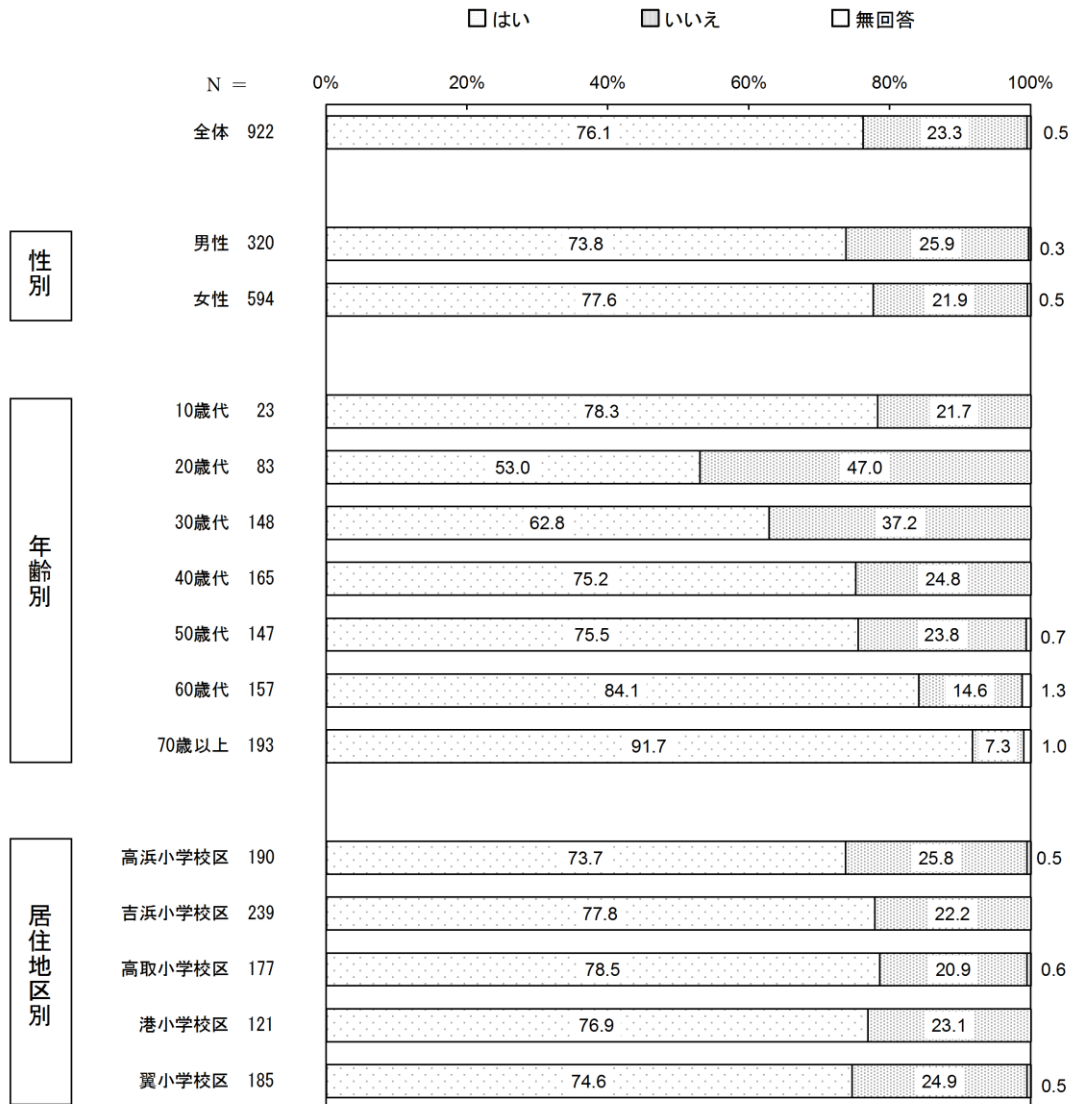 はい いいえ 無回答
N = 0% 20% 40% 60% 80% 100%
全体 922 76.1 23.3 0.5
性別
男性 320 73.8 25.9 0.3
女性 594 77.6 21.9 0.5
年齢別
10歳代 23 78.3 21.7
20歳代 83 53.0 47.0
30歳代 148 62.8 37.2
40歳代 165 75.2 24.8
50歳代 147 75.5 23.8 0.7
60歳代 157 84.1 14.6 1.3
70歳以上 193 91.7 7.3 1.0
居住地区別
高浜小学校区 190 73.7 25.8 0.5
吉浜小学校区 239 77.8 22.2
高取小学校区 177 78.5 20.9 0.6
港小学校区 121 76.9 23.1
翼小学校区 185 74.6 24.9 0.5